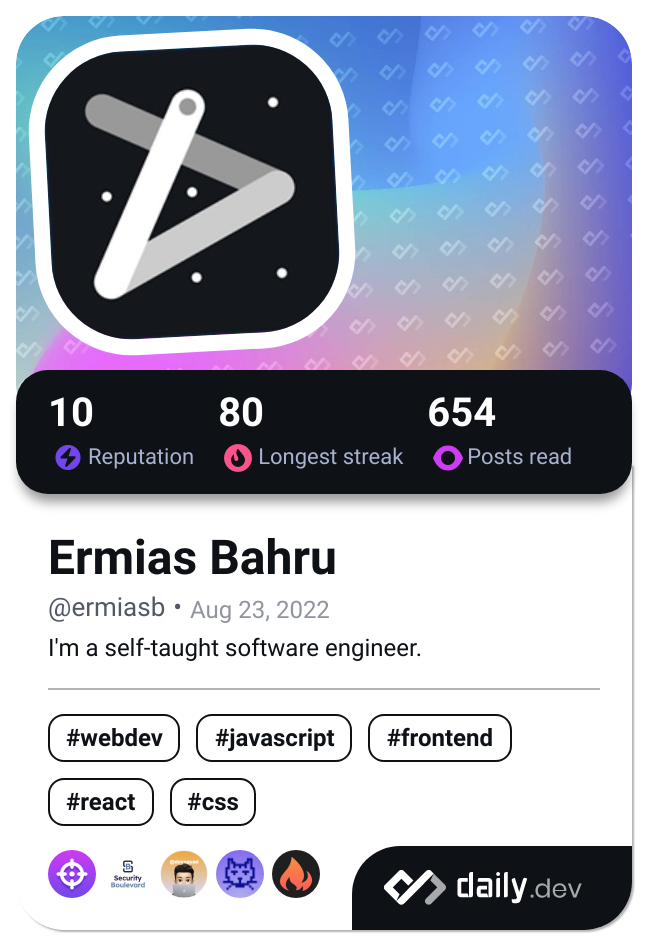 10 80 654
Reputation Longest streak Posts read
Ermias Bahru
@ermiasb • Aug 23, 2022
I'm a self-taught software engineer.
#webdev #javascript #frontend
#react #css
Security
Boulevard
daily.dev